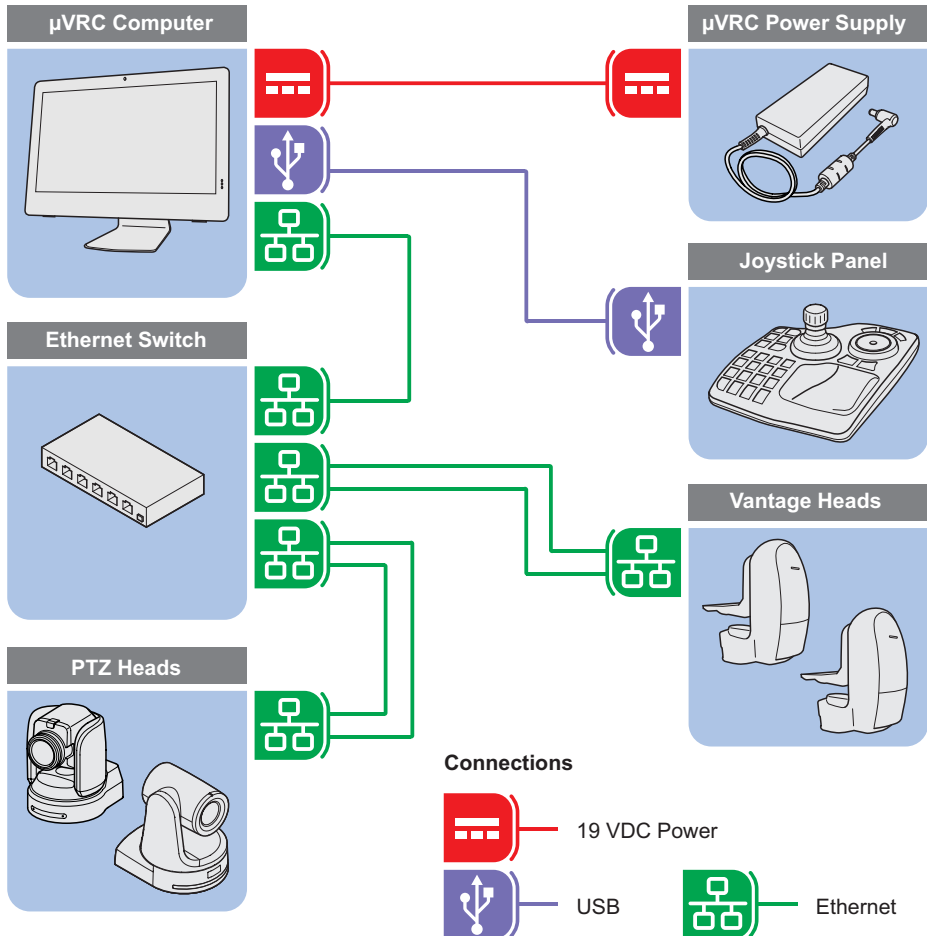 µVRC Computer
µVRC Power Supply
Joystick Panel
Ethernet Switch
Vantage Heads
PTZ Heads
Connections
19 VDC Power
USB
Ethernet